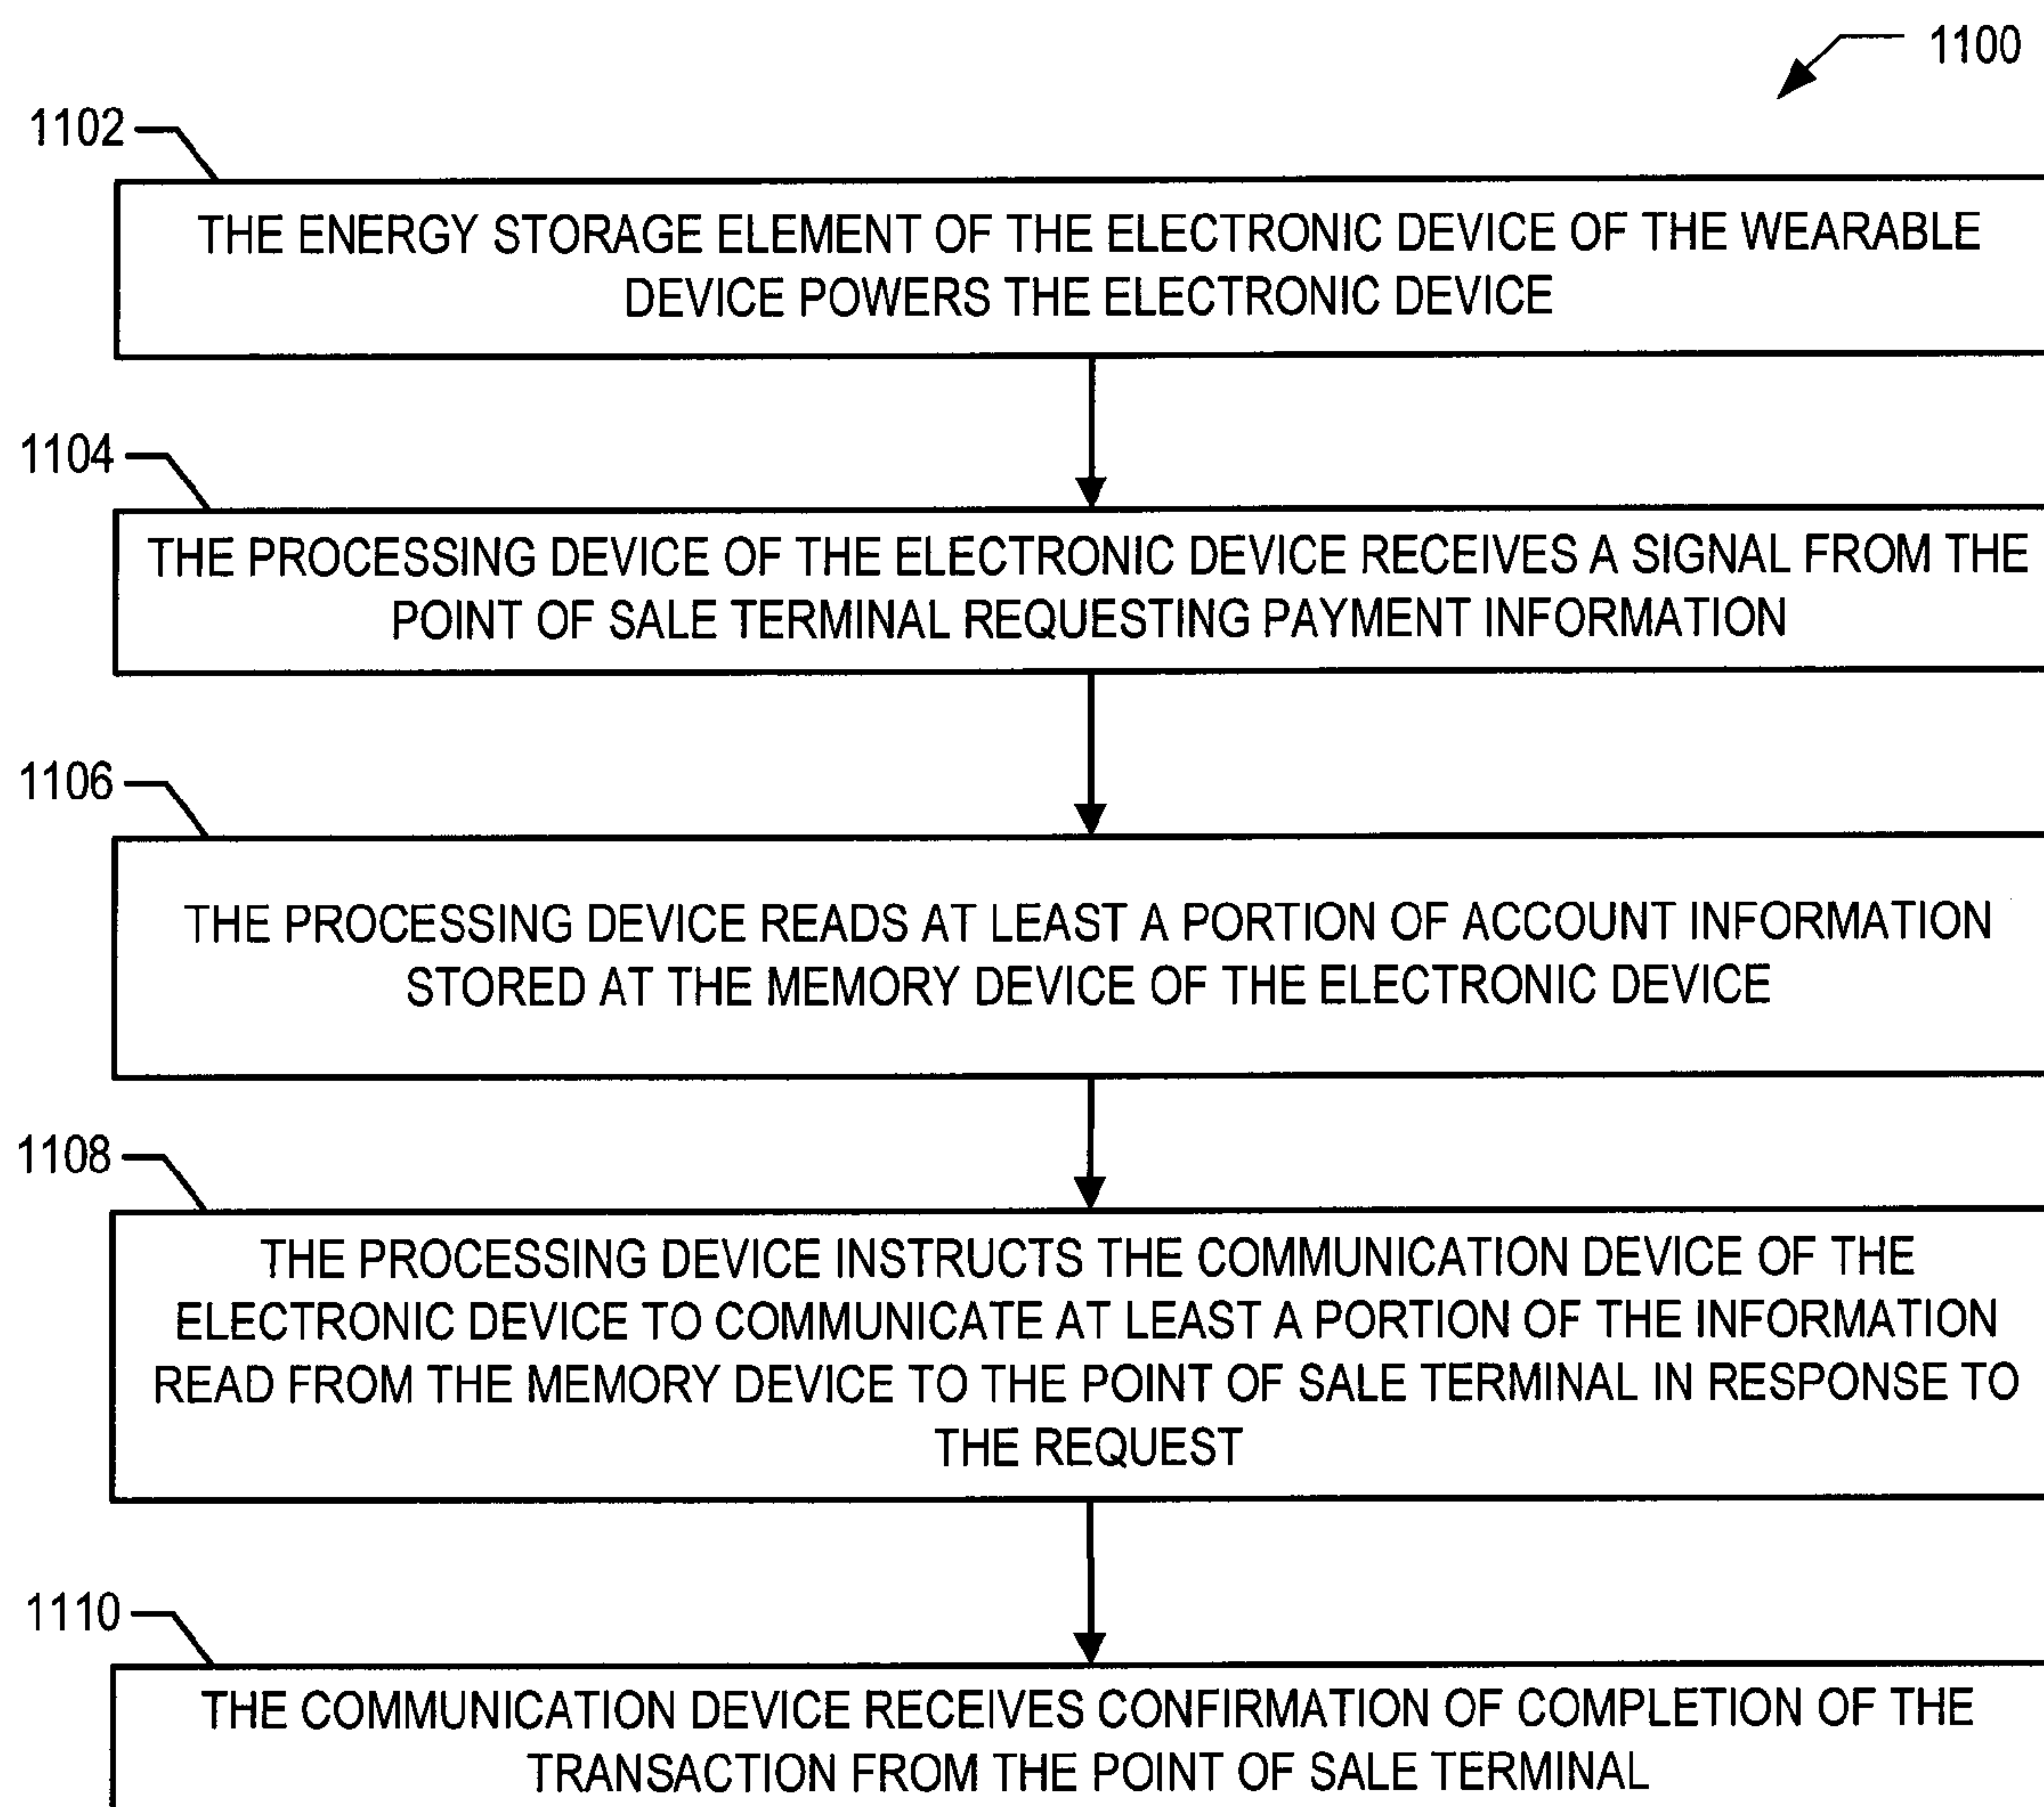 1100
1102
THE ENERGY STORAGE ELEMENT OF THE ELECTRONIC DEVICE OF THE WEARABLE
DEVICE POWERS THE ELECTRONIC DEVICE
1104
THE PROCESSING DEVICE OF THE ELECTRONIC DEVICE RECEIVES A SIGNAL FROM THE
POINT OF SALE TERMINAL REQUESTING PAYMENT INFORMATION
1106
THE PROCESSING DEVICE READS AT LEAST A PORTION OF ACCOUNT INFORMATION
STORED AT THE MEMORY DEVICE OF THE ELECTRONIC DEVICE
1108
THE PROCESSING DEVICE INSTRUCTS THE COMMUNICATION DEVICE OF THE
ELECTRONIC DEVICE TO COMMUNICATE AT LEAST A PORTION OF THE INFORMATION
READ FROM THE MEMORY DEVICE TO THE POINT OF SALE TERMINAL IN RESPONSE TO
THE REQUEST
1110
THE COMMUNICATION DEVICE RECEIVES CONFIRMATION OF COMPLETION OF THE
TRANSACTION FROM THE POINT OF SALE TERMINAL